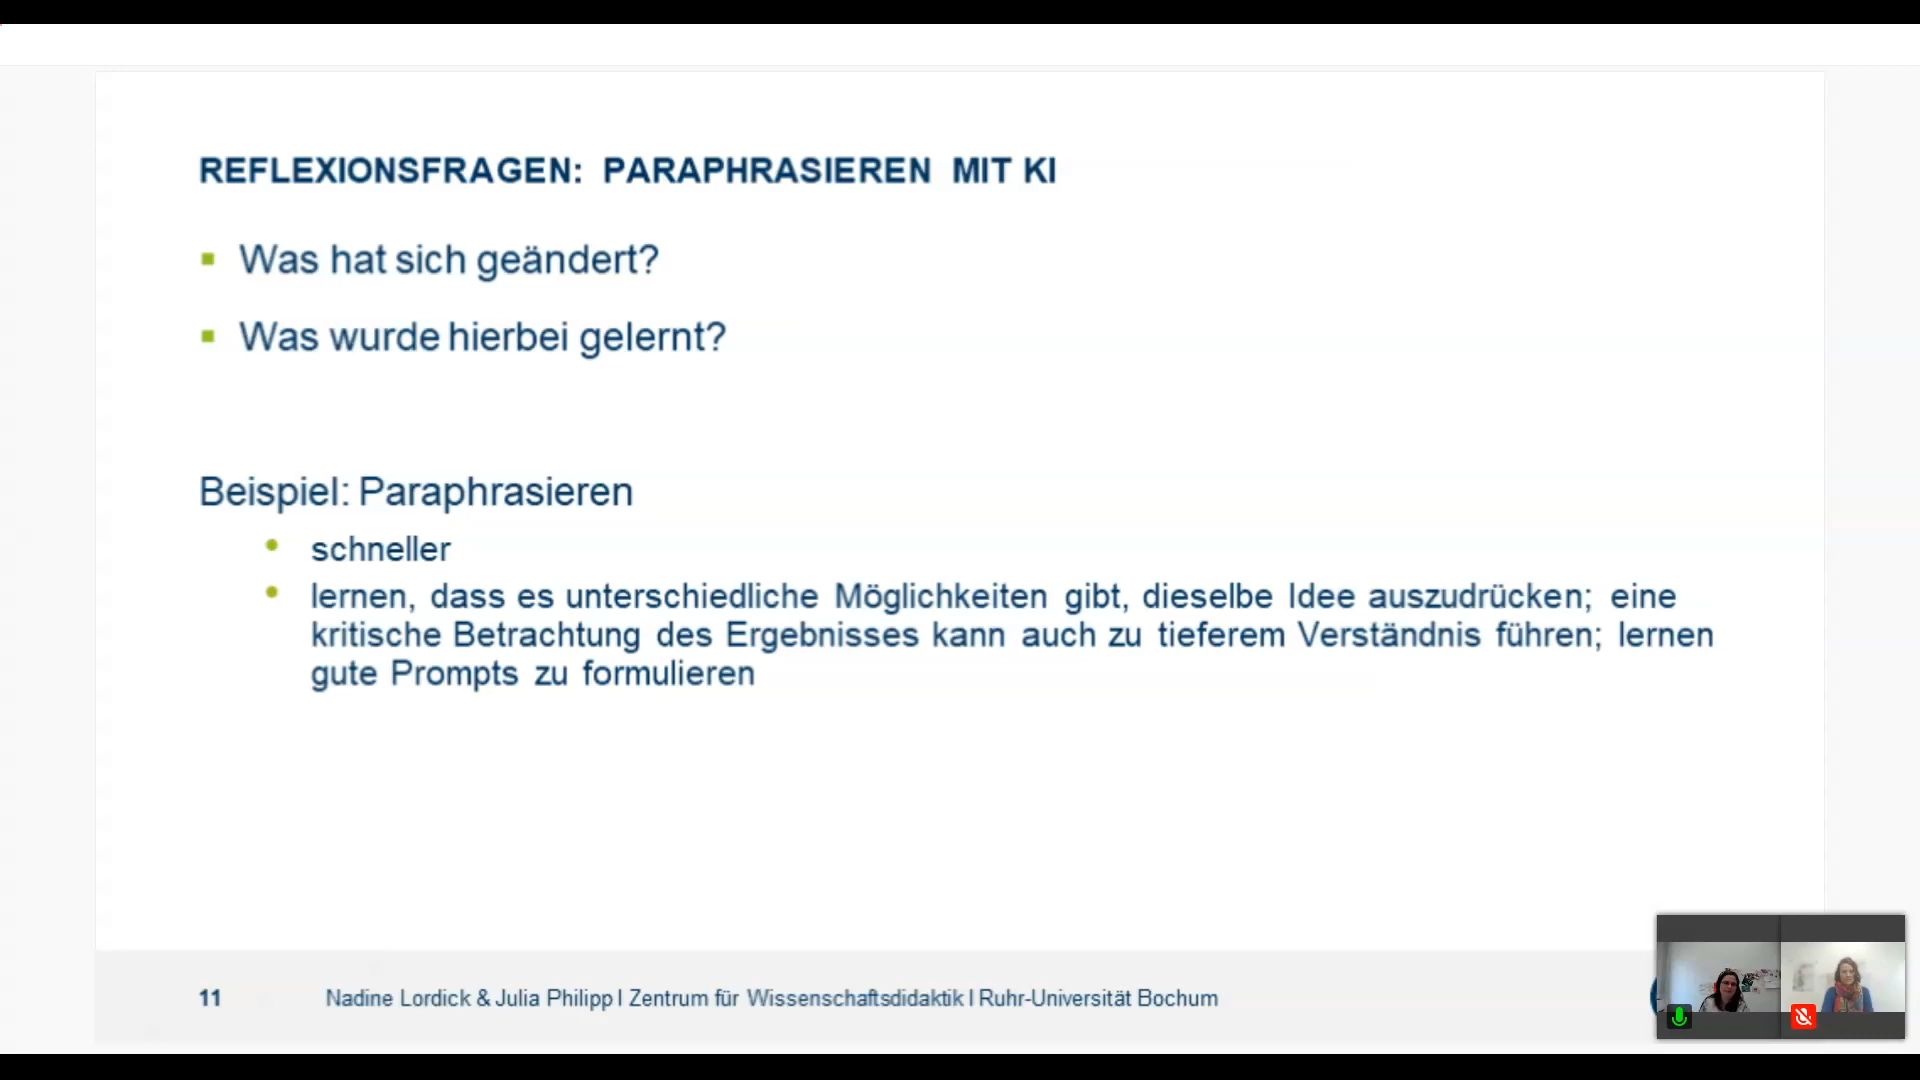 REFLEXIONSFRAGEN: PARAPHRASIEREN MIT KI
Was hat sich geändert?
Was wurde hierbei gelernt?
Beispiel: Paraphrasieren
schneller
lernen, dass es unterschiedliche Möglichkeiten gibt, dieselbe Idee auszudrücken; eine
kritische Betrachtung des Ergebnisses kann auch zu tieferem Verständnis führen; lernen
gute Prompts zu formulieren
11 Nadine Lordick & Julia Philipp I Zentrum für Wissenschaftsdidaktik I Ruhr-Universität Bochum